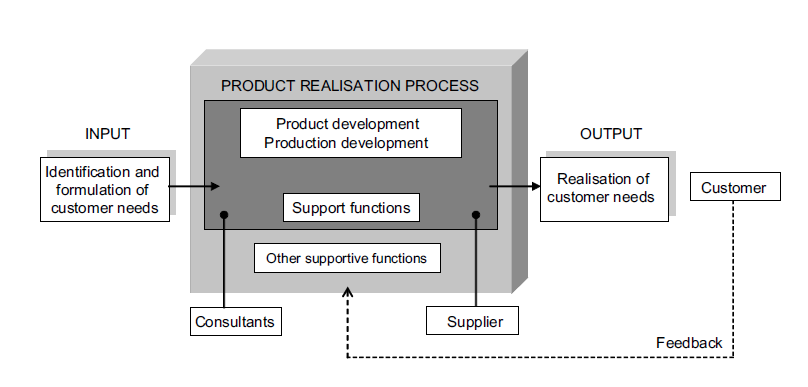 PRODUCT REALISATION PROCESS
INPUT
Product development
Production development
OUTPUT
Identification and
formulation of
customer needs
Realisation of
customer needs
Customer
Support functions
Other supportive functions
Consultants
Supplier
Feedback